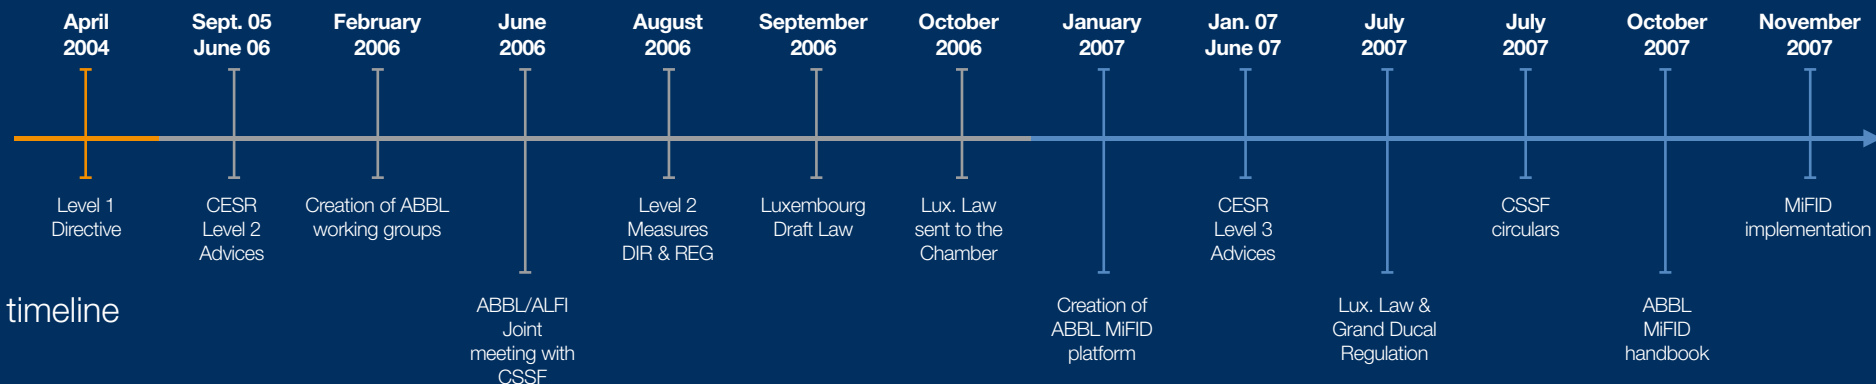 April
2004
Sept. 05
June 06
February
2006
June
2006
August
2006
September
2006
October
2006
January
2007
Jan. 07
June 07
July
2007
July
2007
October
2007
November
2007
Level 1
Directive
CESR
Level 2
Advices
Creation of ABBL
working groups
Level 2
Measures
DIR & REG
Luxembourg
Draft Law
Lux. Law
sent to the
Chamber
CESR
Level 3
Advices
CSSF
circulars
MiFID
implementation
timeline
ABBL/ALFI
Joint
meeting with
CSSF
Creation of
ABBL MiFID
platform
Lux. Law &
Grand Ducal
Regulation
ABBL
MiFID
handbook